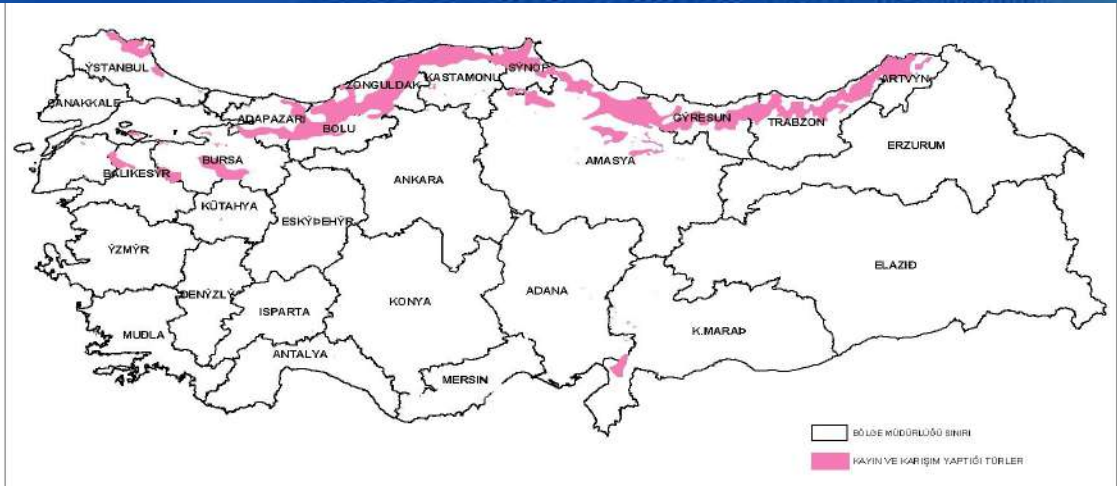 ÝSTANBUL
ÇANAKKALE
ADAPAZARI
ZONGULDAK
BOLU
KASTAMONU
SÝNOP
GÝRESUN
TRABZON
ARTVÝN
ERZURUM
AMASYA
BALIKESÝR
BURSA
KÜTAHYA
ESKÝÞEHÝR
ANKARA
ÝZMÝR
DENÝZLÝ
ISPARTA
KONYA
ADANA
ELAZIÐ
K.MARAÞ
MUÐLA
ANTALYA
MERSIN
BÖLGE MÜDÜRLÜĞÜ SINIRI
KAYIN VE KARIŞIM YAPTIĞI TÜRLER